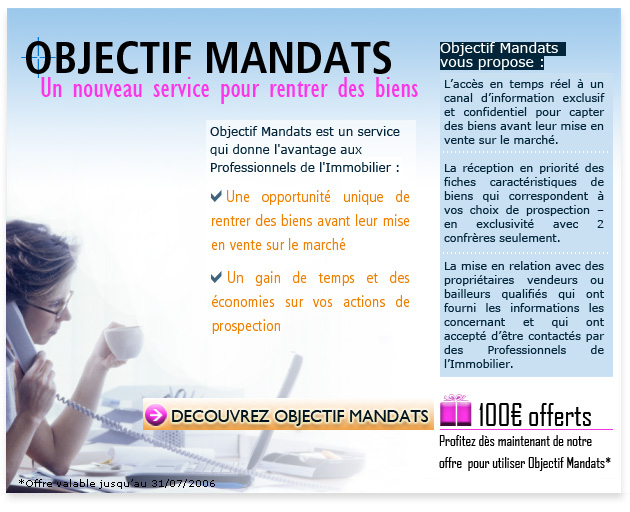 OBJECTIF MANDATS
Un nouveau service pour rentrer des biens
Objectif Mandats est un service
qui donne l'avantage aux
Professionnels de l'Immobilier :
Une opportunité unique de
rentrer des biens avant leur mise
en vente sur le marché
Un gain de temps et des
économies sur vos actions de
prospection
DECOUVREZ OBJECTIF MANDATS
*Offre valable jusqu'au 31/07/2006
Objectif Mandats
vous propose :
L'accès en temps réel à un
canal d'information exclusif
et confidentiel pour capter
des biens avant leur mise en
vente sur le marché.
La réception en priorité des
fiches caractéristiques de
biens qui correspondent à
vos choix de prospection –
en exclusivité avec 2
confrères seulement.
La mise en relation avec des
propriétaires vendeurs ou
bailleurs qualifiés qui ont
fourni les informations les
concernant et qui ont
accepté d'être contactés par
des Professionnels de
l'Immobilier.
100€ offerts
Profitez dès maintenant de notre
offre pour utiliser Objectif Mandats*